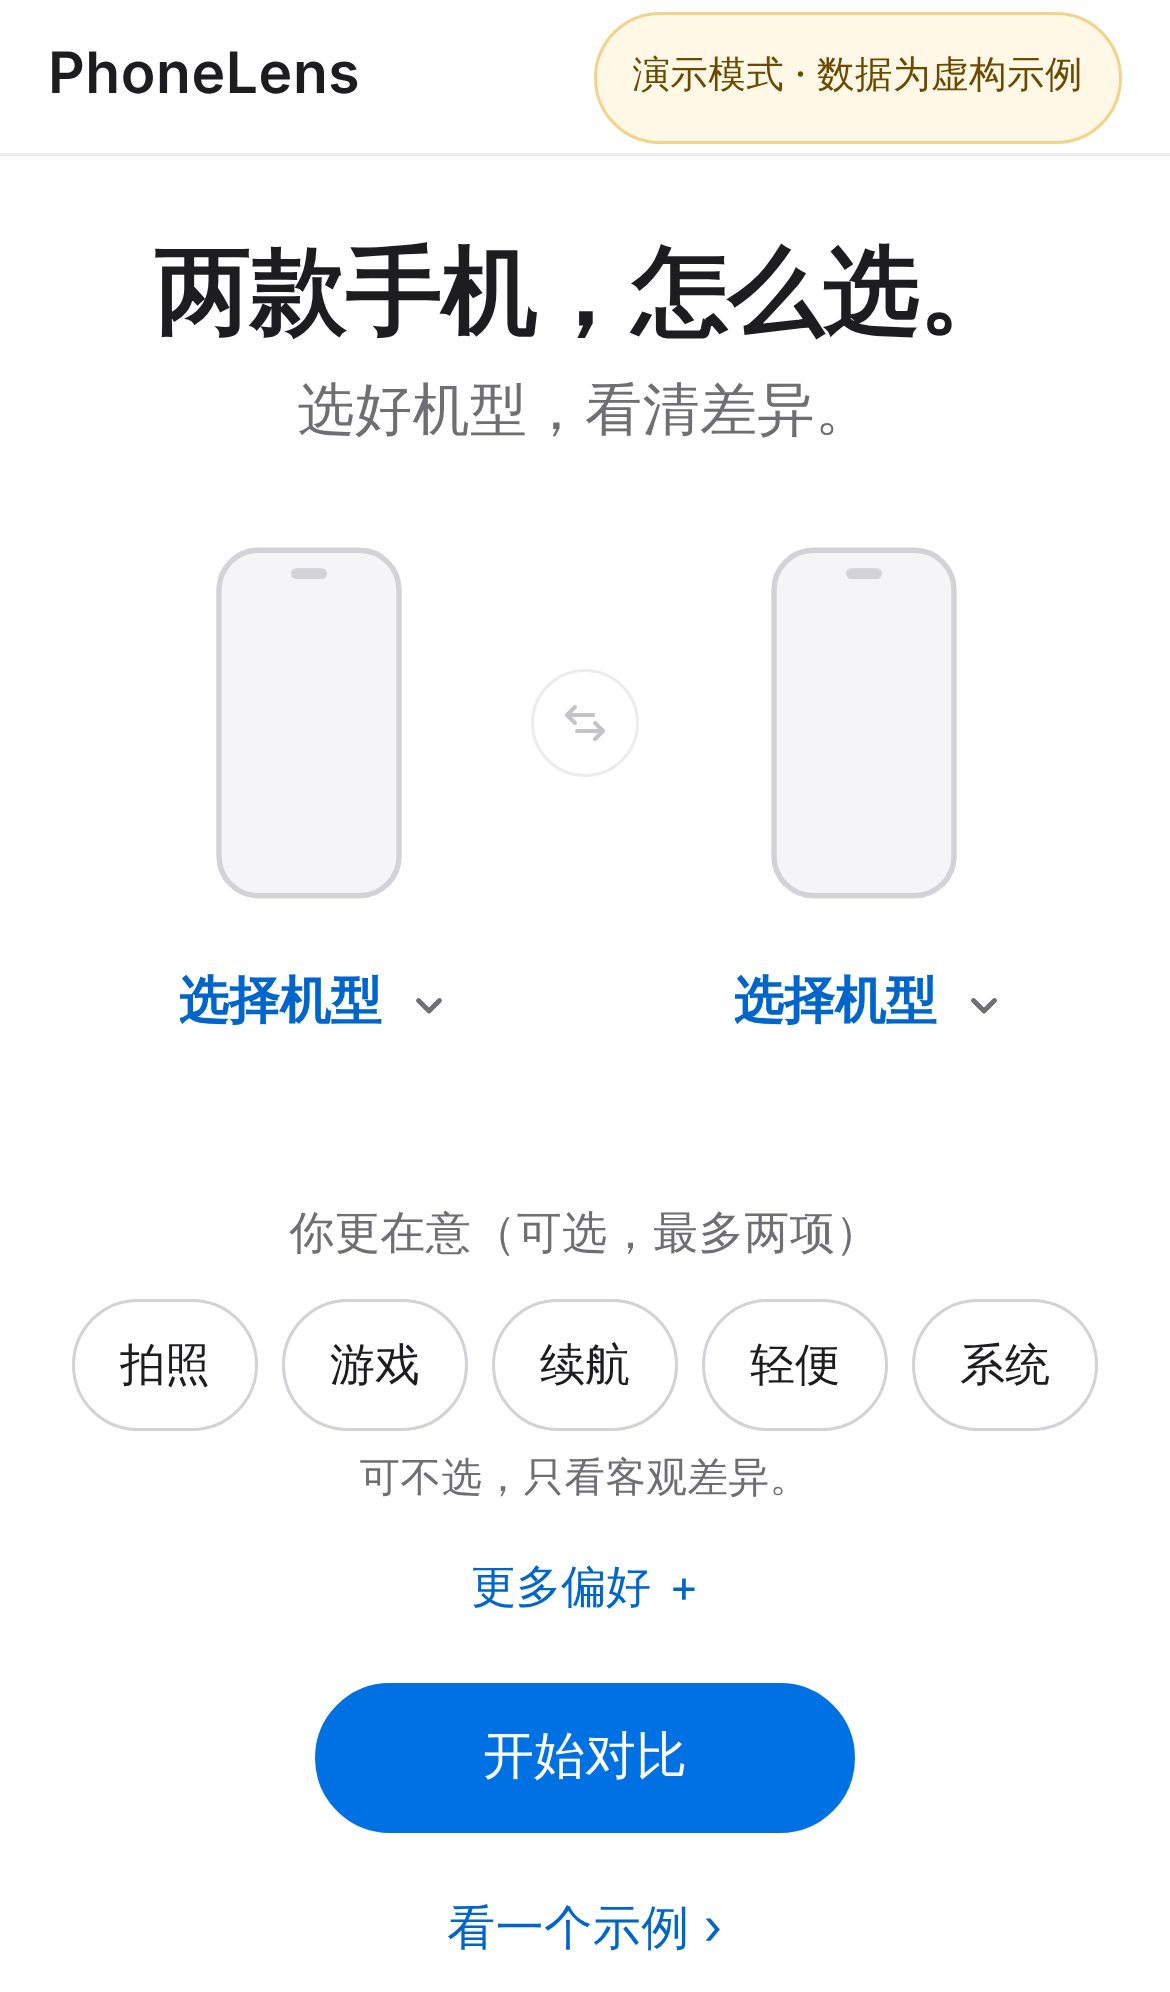 PhoneLens
演示模式 · 数据为虚构示例
两款手机，怎么选。
选好机型，看清差异。
选择机型
选择机型
你更在意（可选，最多两项）
拍照
游戏
续航
轻便
系统
可不选，只看客观差异。
更多偏好 +
开始对比
看一个示例 ›